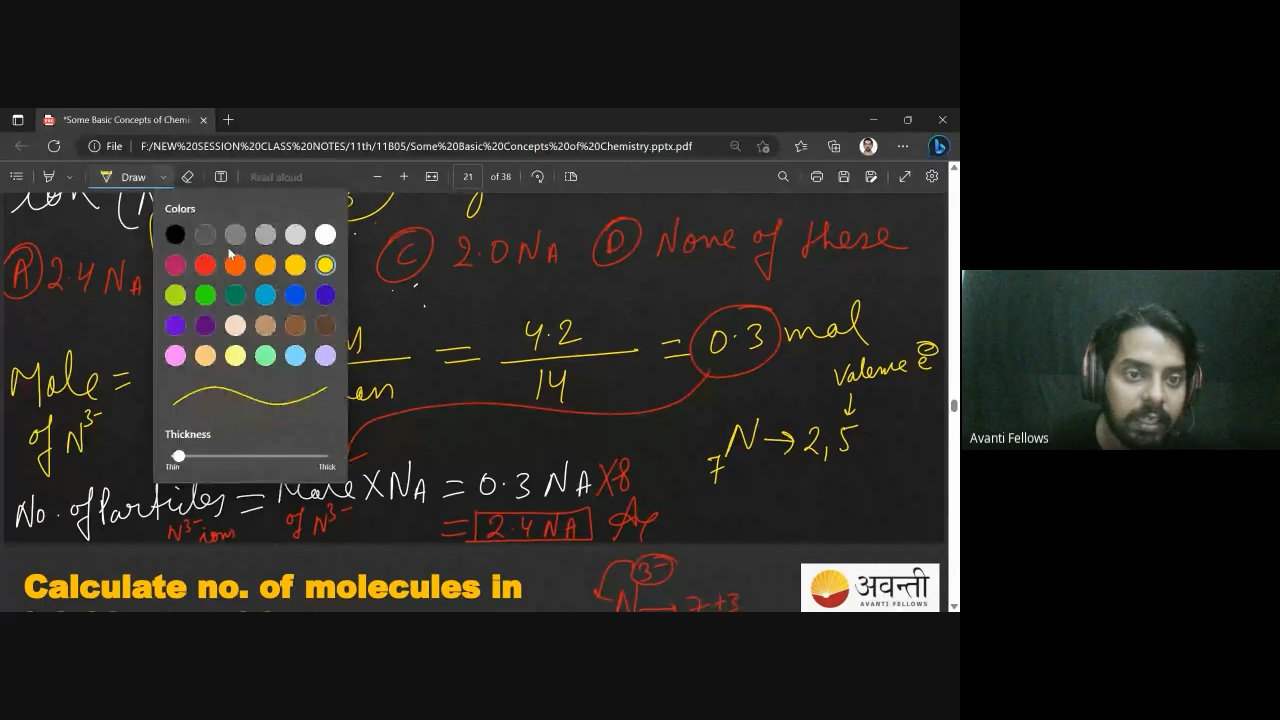 *Some Basic Concepts of Chemi
File F:/NEW%20SESSION%20CLASS%20NOTES/11th/11B05/Some%20Basic%20Concepts%20of%20Chemistry.pptx.pdf
Draw Read aloud 21 of 38
Colors
ion (N
(A) 2.4 NA (C) 2.0 NA (D) None of these
Mole = = 4.2 / 14 = 0.3 mol
of N³⁻
Valence e⁻
↓
₇N → 2, 5
Thickness
Thin Thick
No. of Particles = Mole X NA = 0.3 NA X8
N³⁻ ions of N³⁻ = 2.4 NA
3-
N → 7+3
Calculate no. of molecules in
अवन्ती
AVANTI FELLOWS
Avanti Fellows